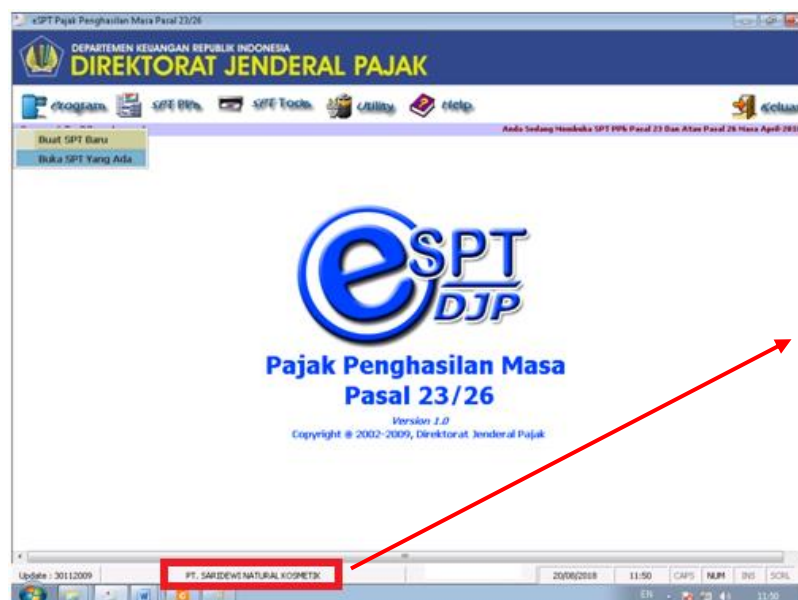 eSPT Pajak Penghasilan Masa Pasal 23/26
DEPARTEMEN KEUANGAN REPUBLIK INDONESIA
DIREKTORAT JENDERAL PAJAK
Program SPT PPh SPT Tools Utility Help Keluar
Anda Sedang Membuka SPT PPh Pasal 23 Dan Atau Pasal 26 Masa April 201
Buat SPT Baru
Buka SPT Yang Ada
eSPT
DJP
Pajak Penghasilan Masa
Pasal 23/26
Version 1.0
Copyright © 2002-2009, Direktorat Jenderal Pajak
Update : 30112009 PT. SARIDEWI NATURAL KOSMETIK 20/08/2018 11:50 CAPS NUM INS SCRL
EN 11:50